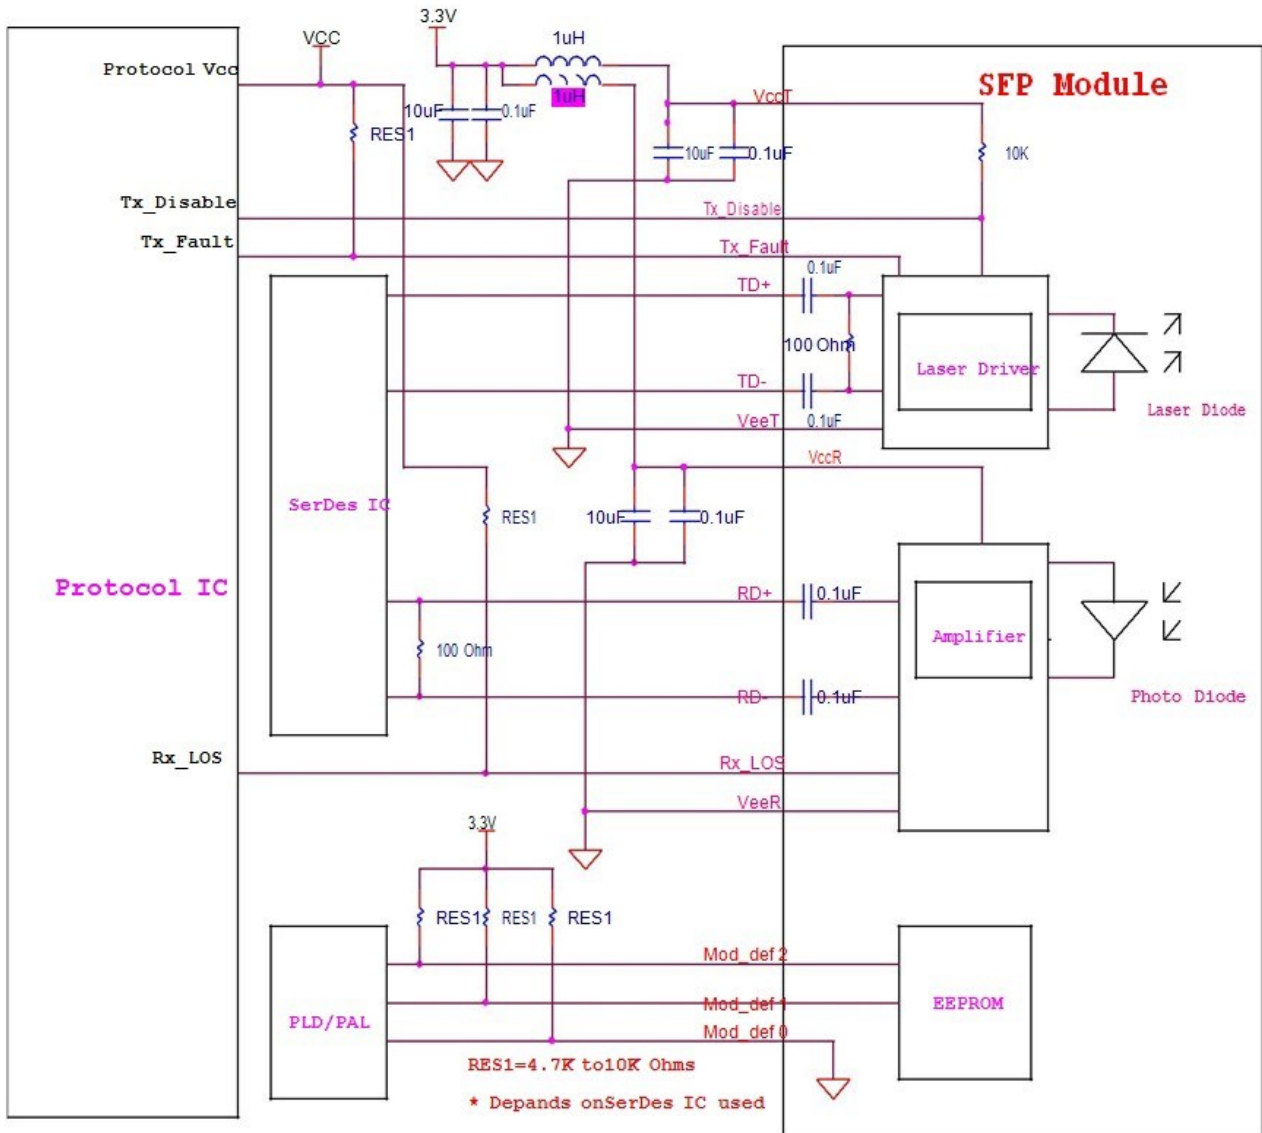 3.3V
VCC
1uH
Protocol Vcc
SFP Module
1uH
VccT
10uF
0.1uF
RES1
10uF
0.1uF
10K
Tx_Disable
Tx_Disable
Tx_Fault
Tx_Fault
0.1uF
TD+
100 Ohm
Laser Driver
TD-
Laser Diode
VeeT
0.1uF
VccR
SerDes IC
RES1
10uF
0.1uF
Protocol IC
RD+
0.1uF
Amplifier
100 Ohm
RD-
0.1uF
Photo Diode
Rx_LOS
Rx_LOS
VeeR
3.3V
RES1
RES1
RES1
Mod_def 2
Mod_def 1
EEPROM
PLD/PAL
Mod_def 0
RES1=4.7K to10K Ohms
* Depands onSerDes IC used